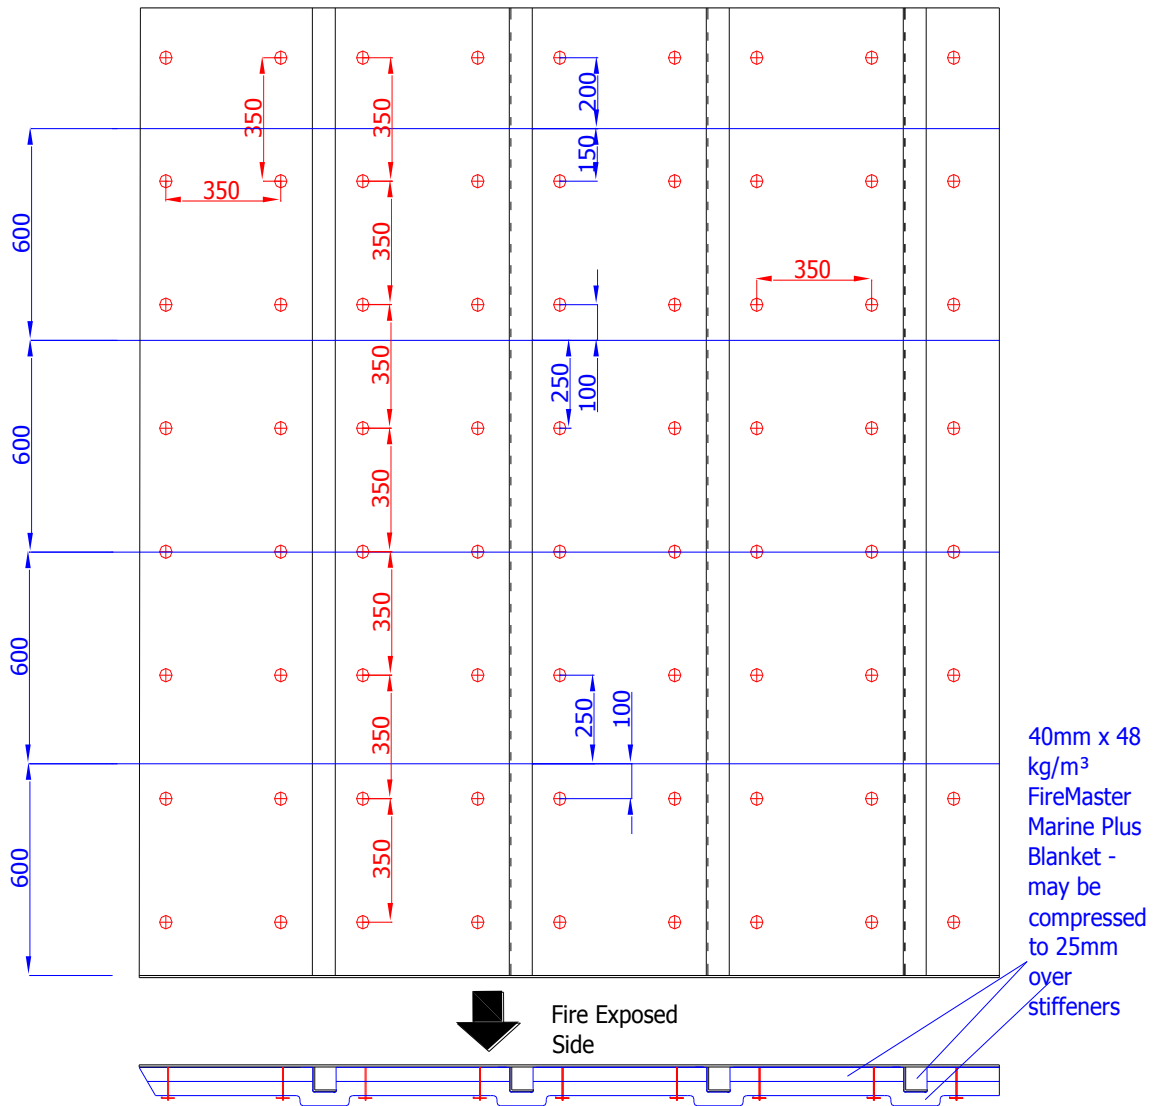 200
350
350
150
350
600
350
350
350
250
100
600
350
350
600
250
100
350
40mm x 48
kg/m³
FireMaster
Marine Plus
Blanket -
may be
compressed
to 25mm
over
stiffeners
600
350
Fire Exposed
Side